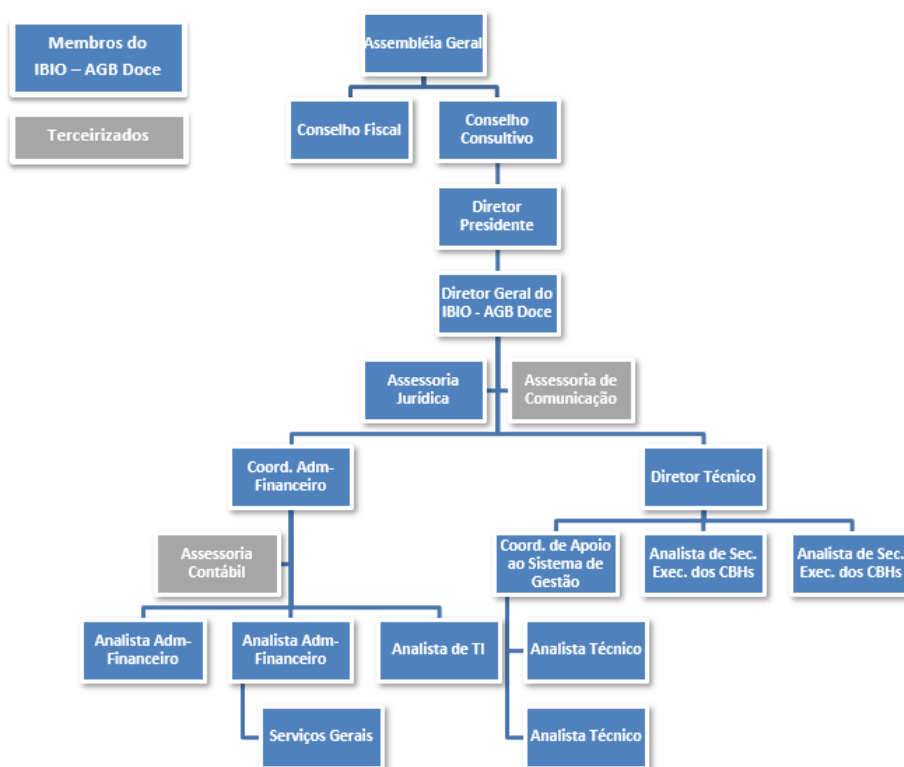 Membros do
IBIO – AGB Doce
Terceirizados
Assembléia Geral
Conselho Fiscal
Conselho
Consultivo
Diretor
Presidente
Diretor Geral do
IBIO - AGB Doce
Assessoria
Jurídica
Assessoria de
Comunicação
Coord. Adm-
Financeiro
Diretor Técnico
Assessoria
Contábil
Coord. de Apoio
ao Sistema de
Gestão
Analista de Sec.
Exec. dos CBHs
Analista de Sec.
Exec. dos CBHs
Analista Adm-
Financeiro
Analista Adm-
Financeiro
Analista de TI
Analista Técnico
Serviços Gerais
Analista Técnico